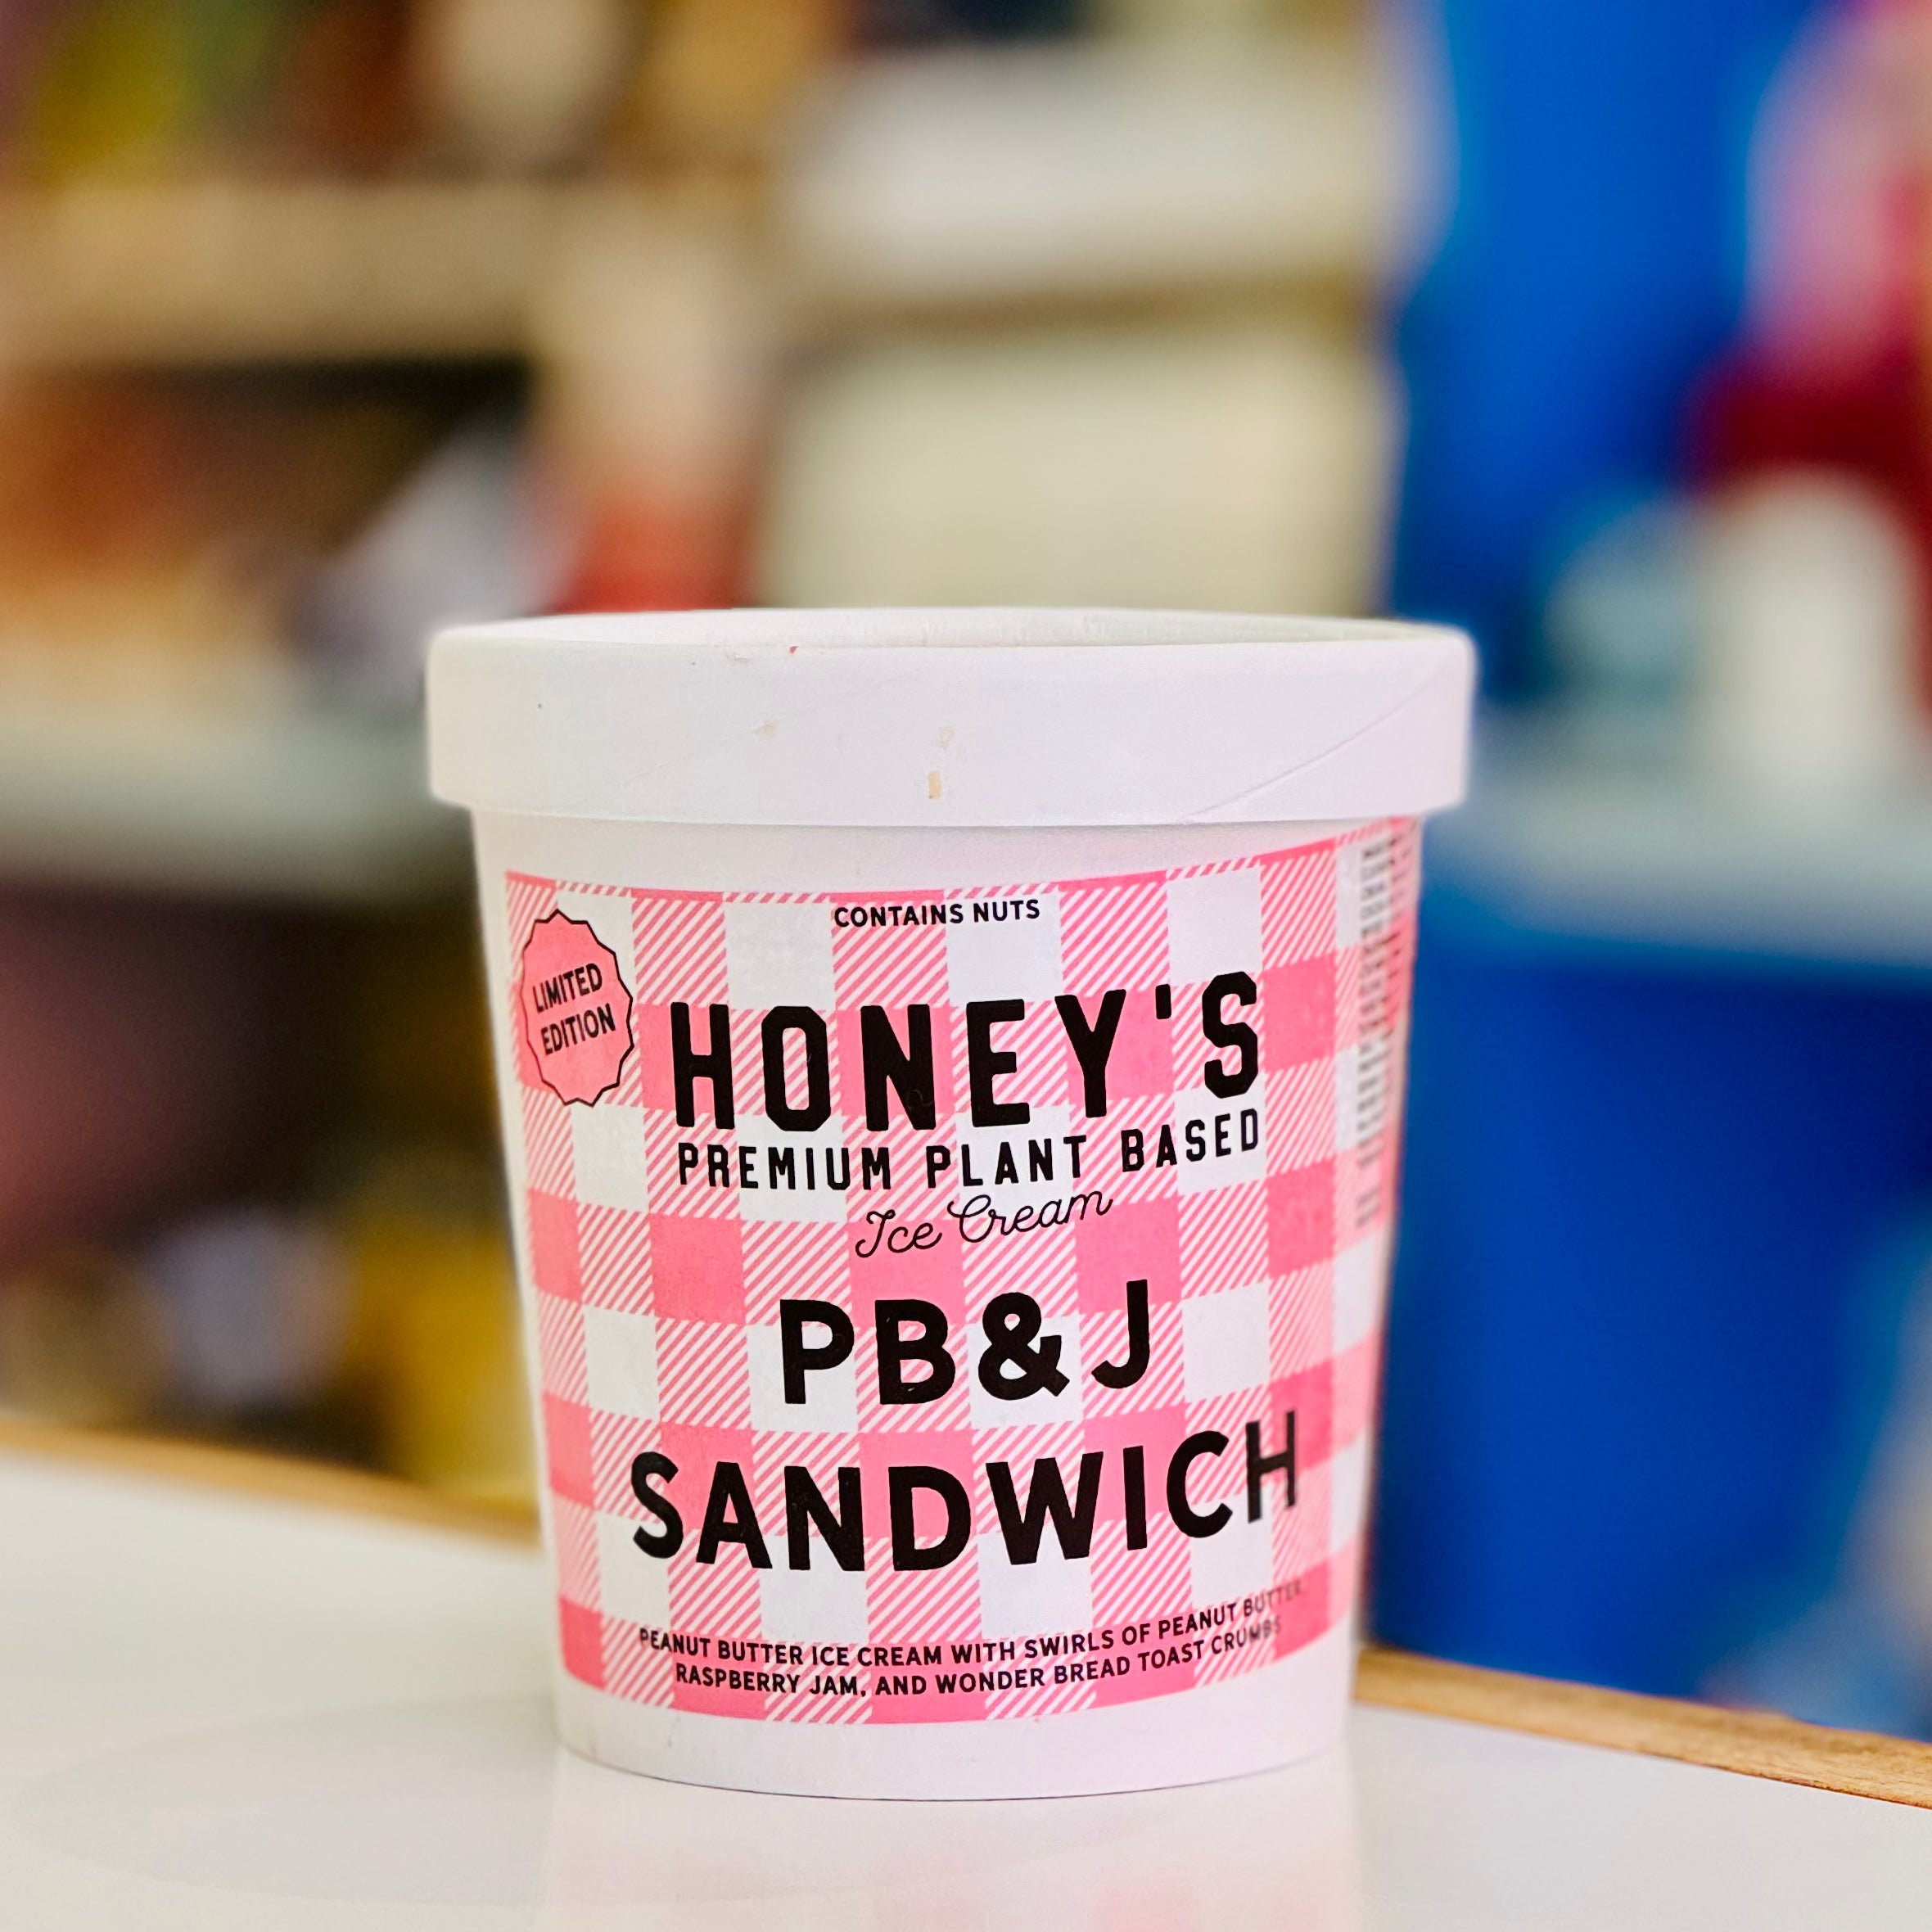 CONTAINS NUTS
LIMITED
EDITION
HONEY'S
PREMIUM PLANT BASED
Ice Cream
PB&J
SANDWICH
PEANUT BUTTER ICE CREAM WITH SWIRLS OF PEANUT BUTTER,
RASPBERRY JAM, AND WONDER BREAD TOAST CRUMBS